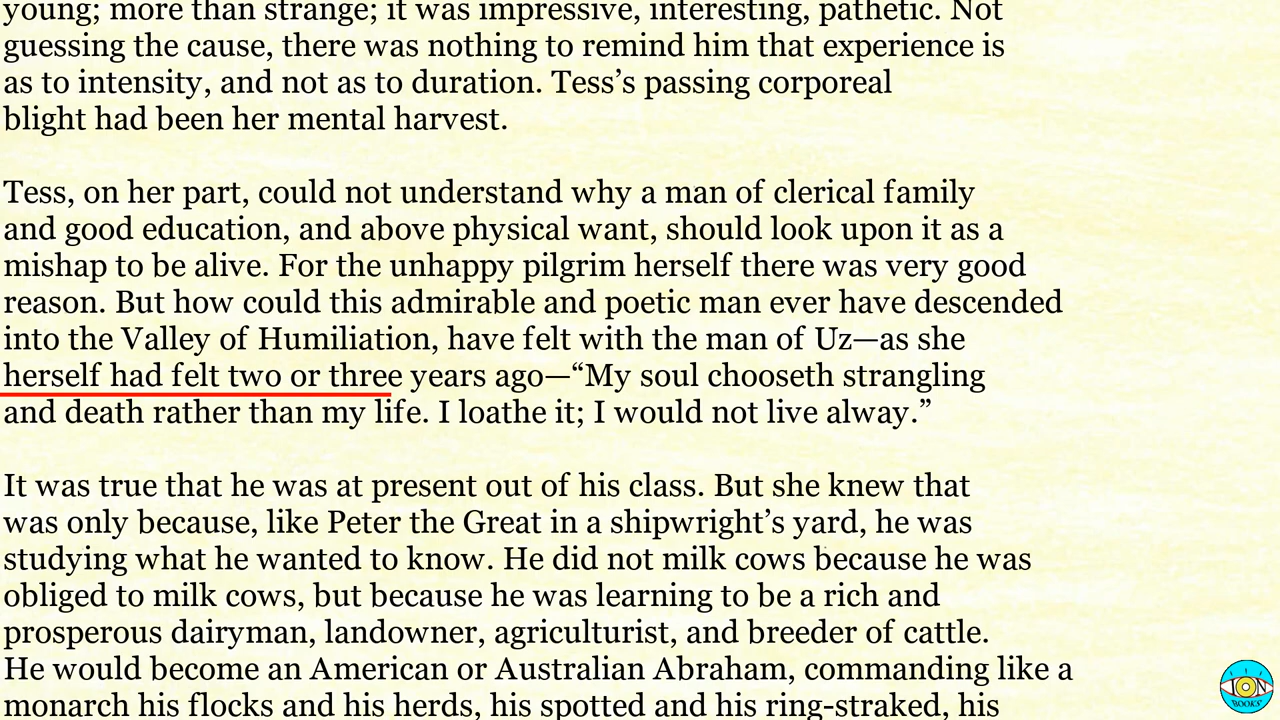 young; more than strange; it was impressive, interesting, pathetic. Not
guessing the cause, there was nothing to remind him that experience is
as to intensity, and not as to duration. Tess’s passing corporeal
blight had been her mental harvest.
Tess, on her part, could not understand why a man of clerical family
and good education, and above physical want, should look upon it as a
mishap to be alive. For the unhappy pilgrim herself there was very good
reason. But how could this admirable and poetic man ever have descended
into the Valley of Humiliation, have felt with the man of Uz—as she
herself had felt two or three years ago—“My soul chooseth strangling
and death rather than my life. I loathe it; I would not live alway.”
It was true that he was at present out of his class. But she knew that
was only because, like Peter the Great in a shipwright’s yard, he was
studying what he wanted to know. He did not milk cows because he was
obliged to milk cows, but because he was learning to be a rich and
prosperous dairyman, landowner, agriculturist, and breeder of cattle.
He would become an American or Australian Abraham, commanding like a
monarch his flocks and his herds, his spotted and his ring-straked, his
ION
BOOKS